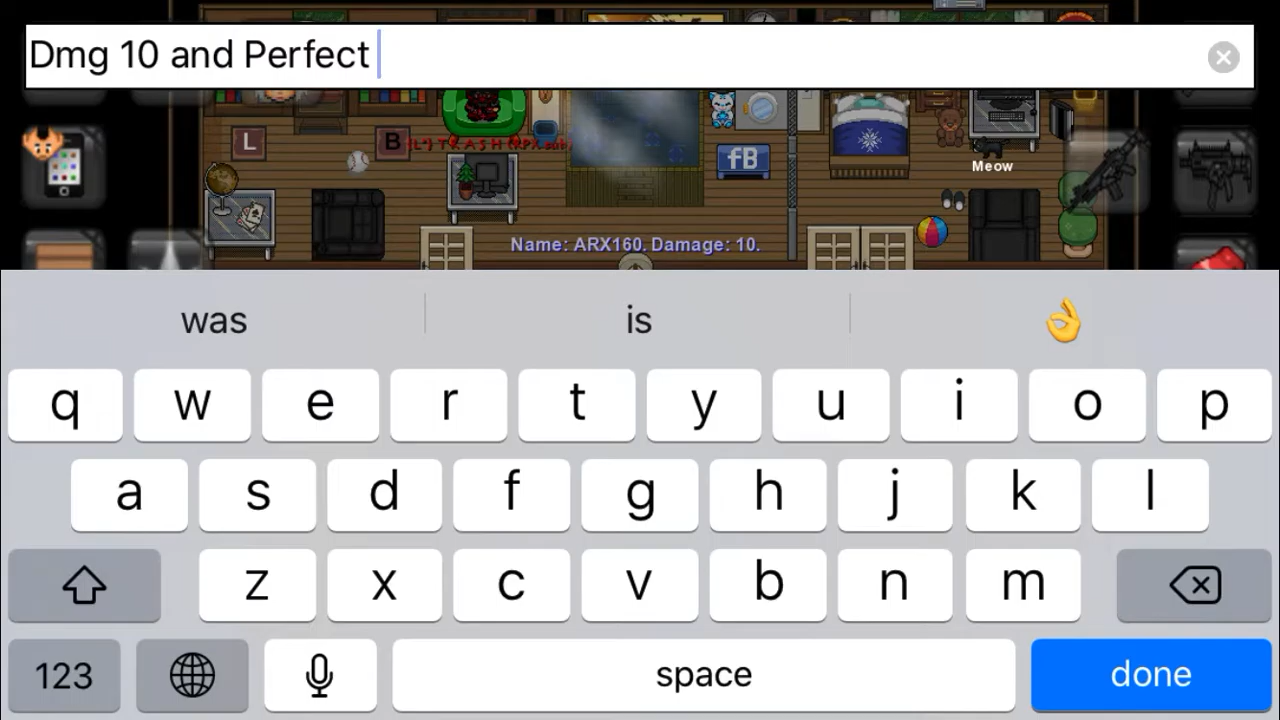 Dmg 10 and Perfect
L
B
fB
Meow
Name: ARX160. Damage: 10.
was
is
👌
q w e r t y u i o p
a s d f g h j k l
z x c v b n m
123
space
done